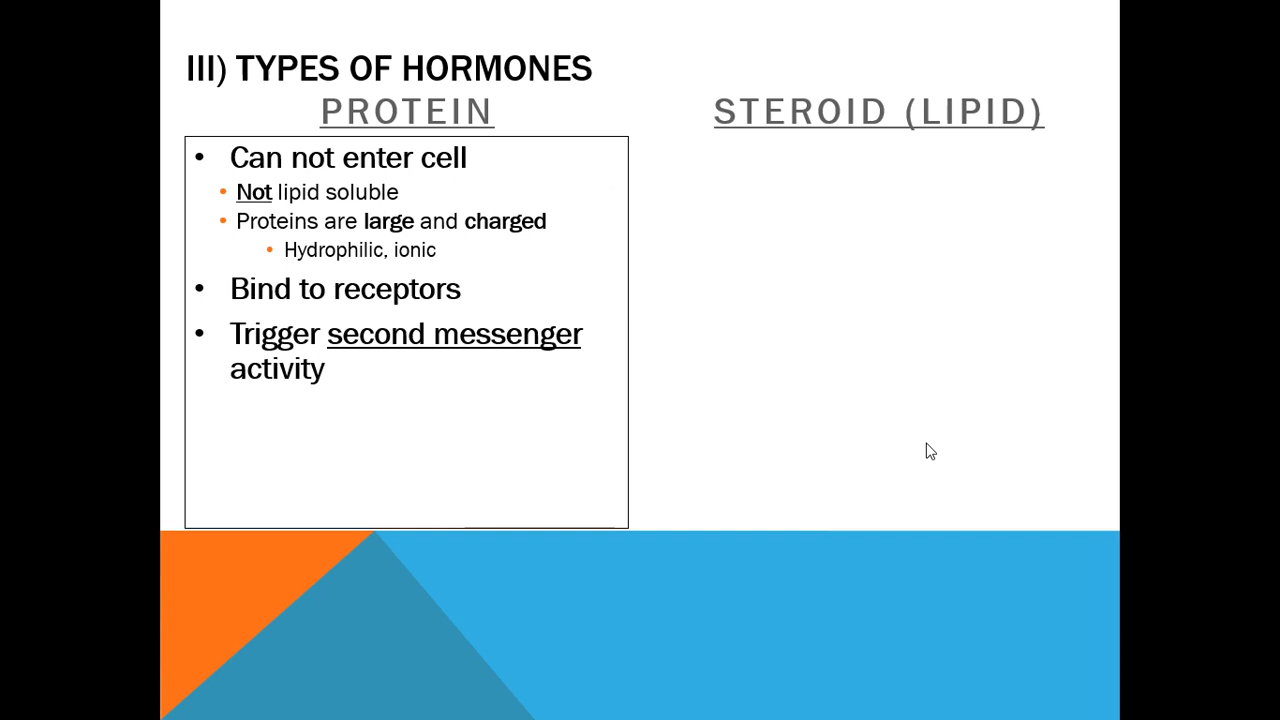 III) TYPES OF HORMONES
PROTEIN
• Can not enter cell
• Not lipid soluble
• Proteins are large and charged
• Hydrophilic, ionic
• Bind to receptors
• Trigger second messenger
activity
STEROID (LIPID)